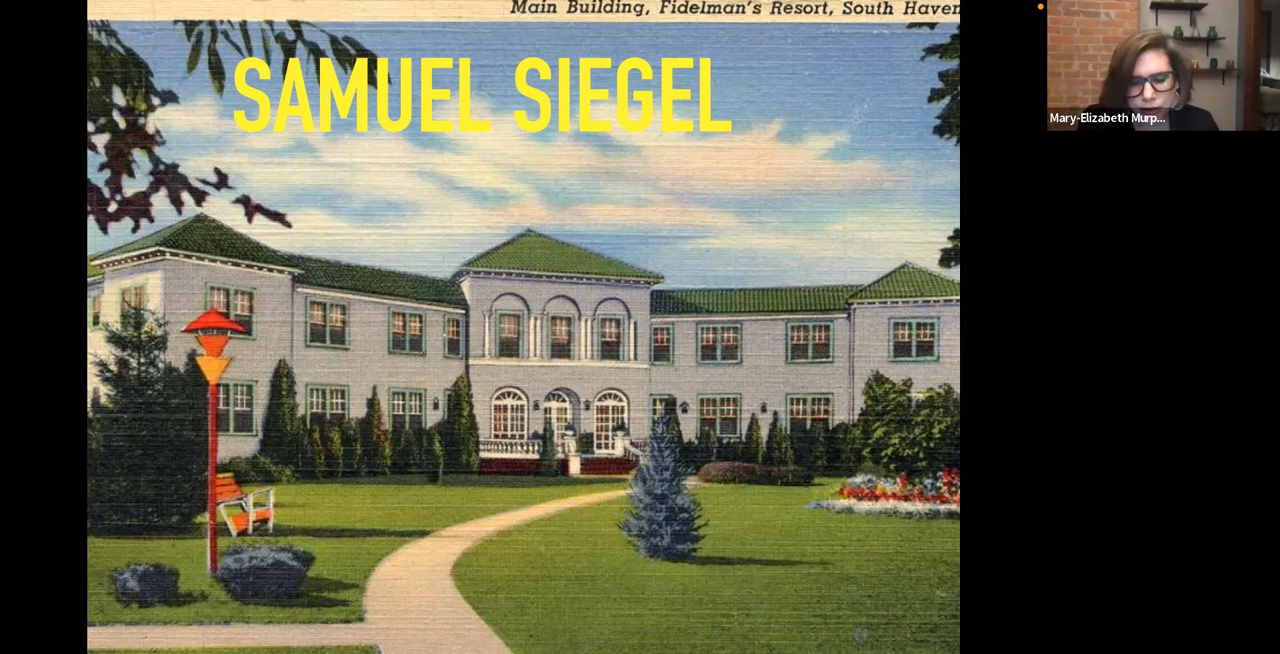 Main Building, Fidelman's Resort, South Haven
SAMUEL SIEGEL
Mary-Elizabeth Murp...